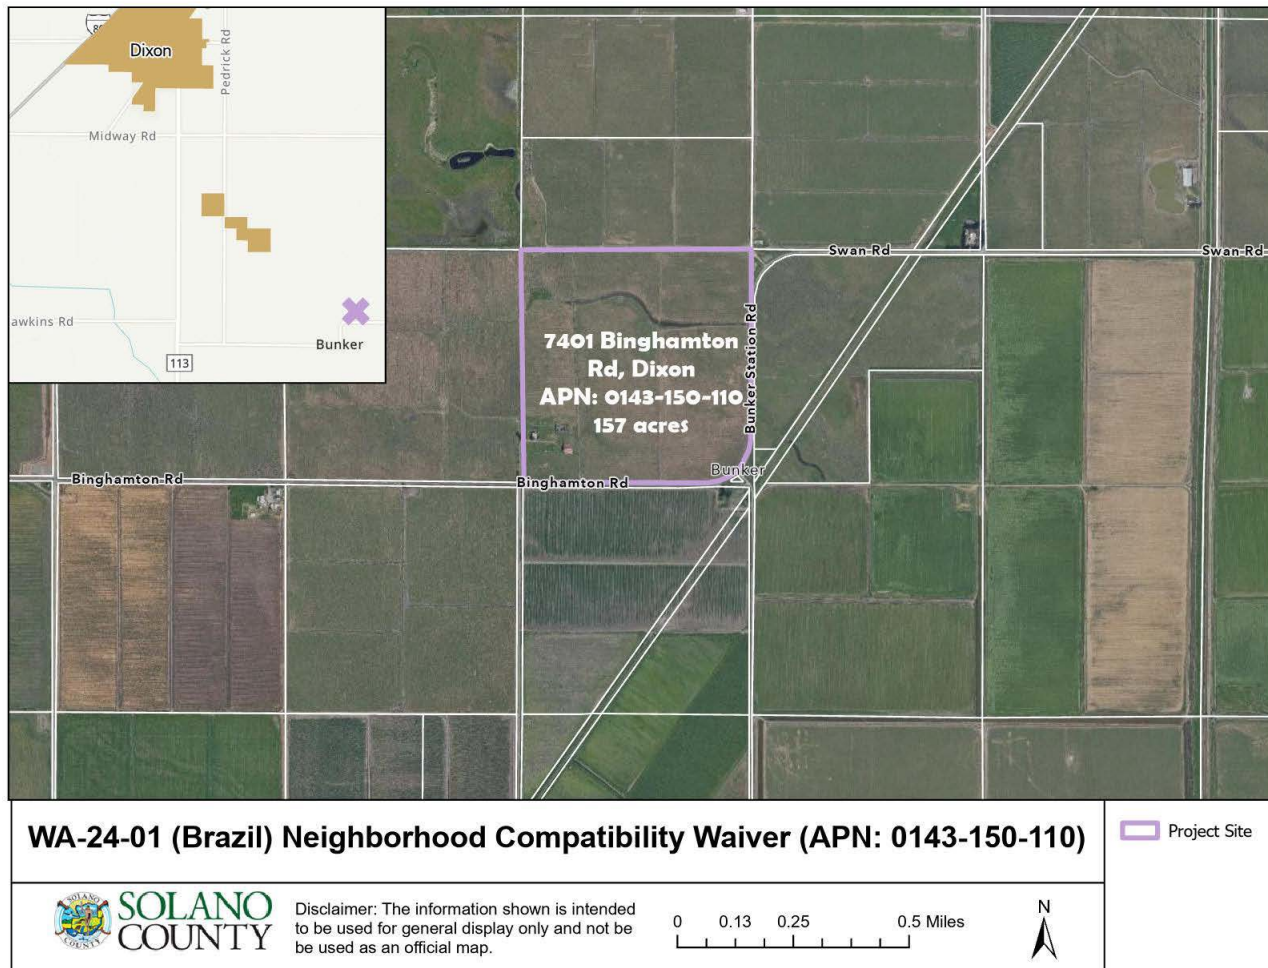 Dixon
Pedrick Rd
Midway Rd
awkins Rd
Bunker
113
Swan Rd
Swan Rd
7401 Binghamton
Rd, Dixon
APN: 0143-150-110
157 acres
Bunker Station Rd
Bunker
Binghamton Rd
Binghamton Rd
WA-24-01 (Brazil) Neighborhood Compatibility Waiver (APN: 0143-150-110)
Project Site
SOLANO
COUNTY
SOLANO
COUNTY
Disclaimer: The information shown is intended
to be used for general display only and not be
be used as an official map.
0 0.13 0.25 0.5 Miles
N